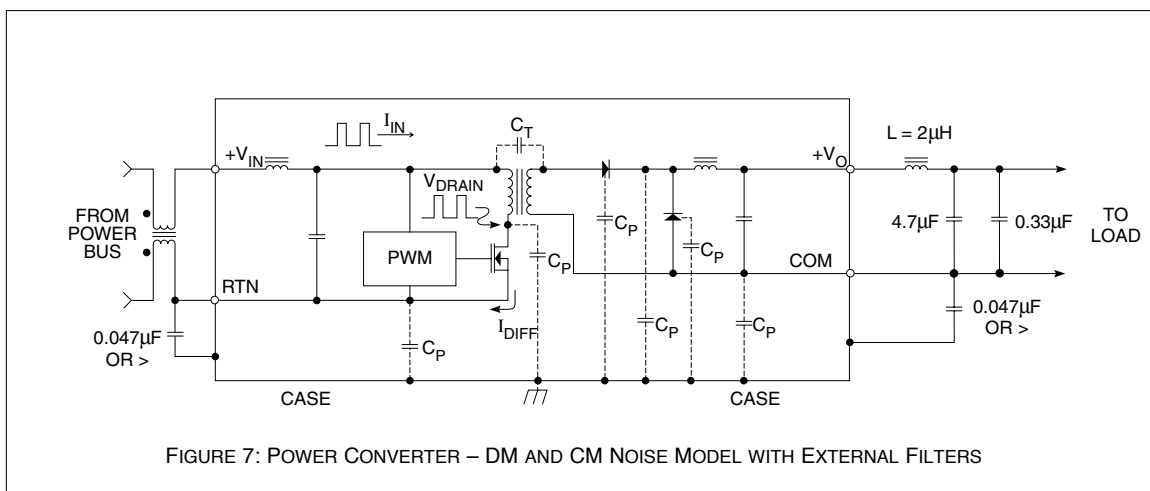 I_IN
C_T
L = 2µH
+V_IN
+V_O
V_DRAIN
FROM
POWER
BUS
C_P
4.7µF
0.33µF
TO
LOAD
PWM
C_P
C_P
COM
RTN
0.047µF
OR >
I_DIFF
C_P
C_P
C_P
0.047µF
OR >
CASE
CASE
FIGURE 7: POWER CONVERTER – DM AND CM NOISE MODEL WITH EXTERNAL FILTERS